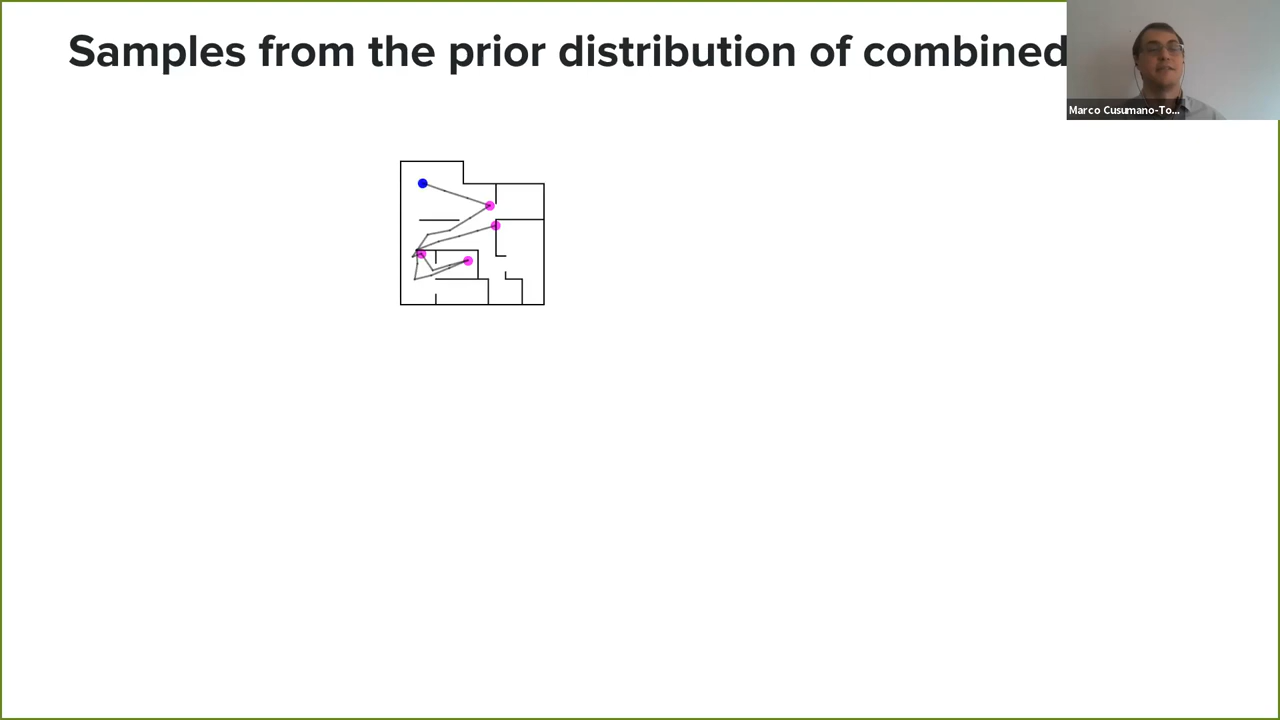 Samples from the prior distribution of combined
Marco Cusumano-To...